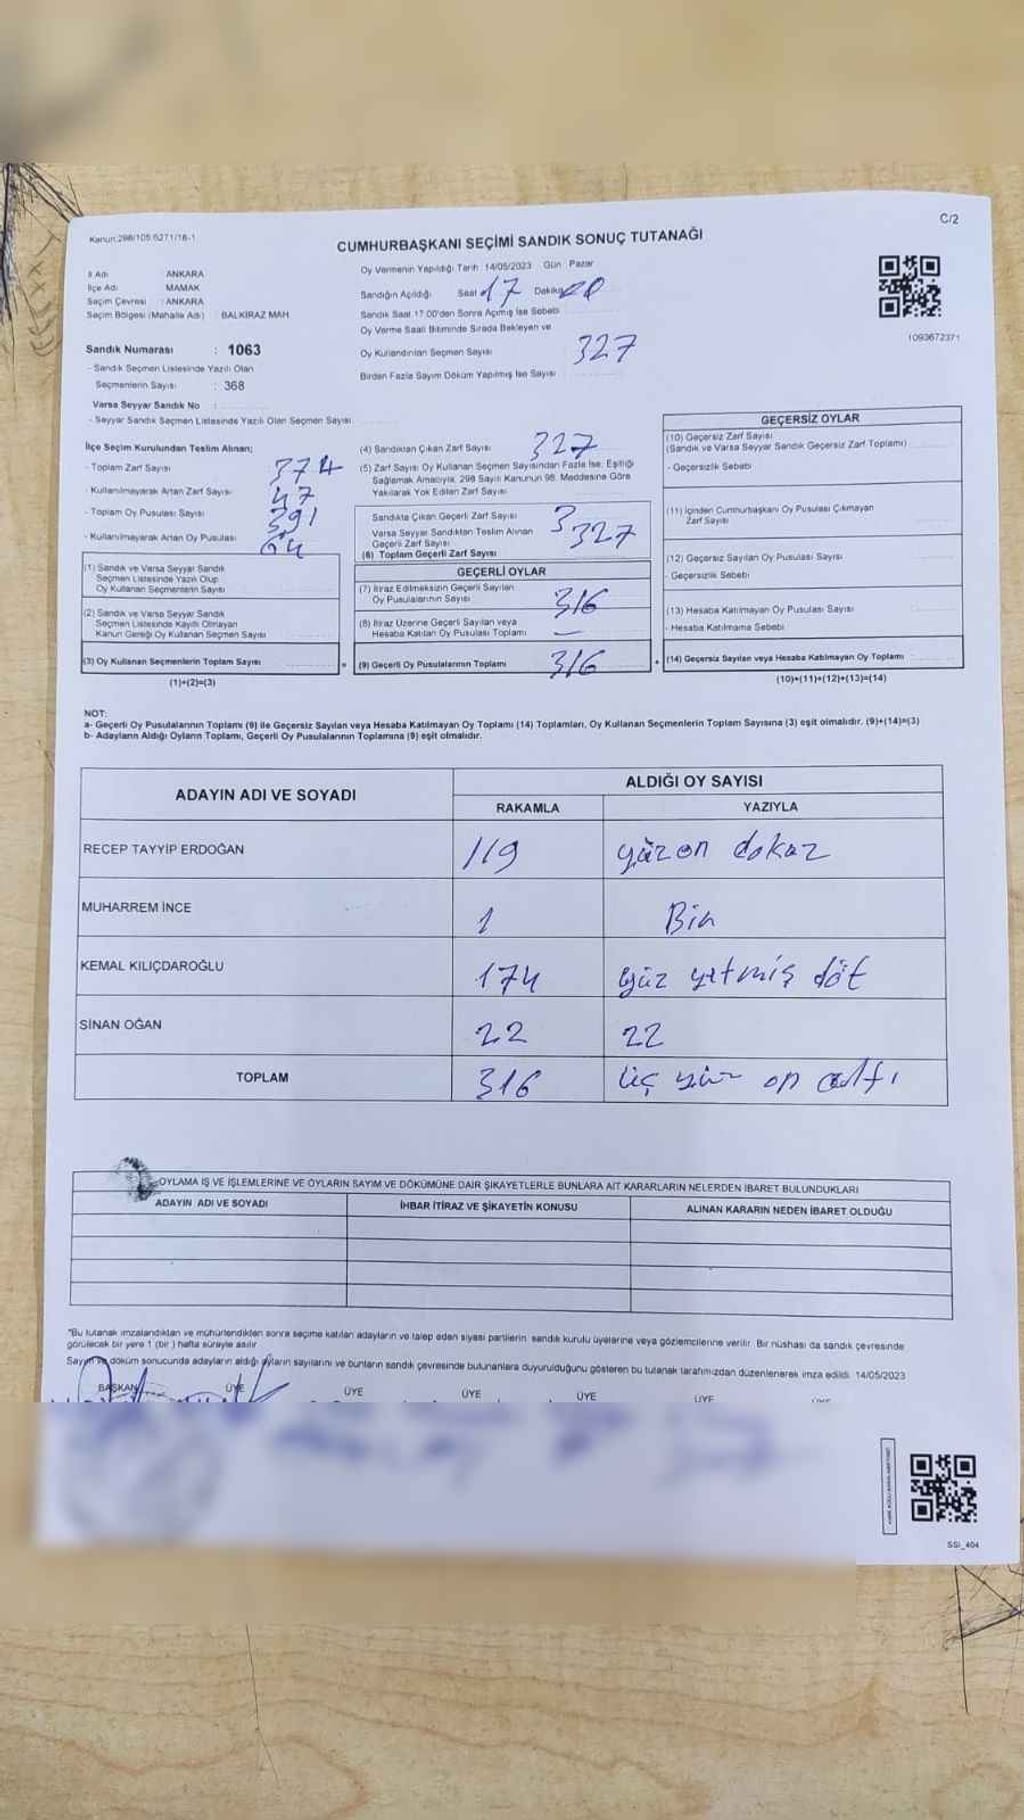 Kanun:298/105 6271/18-1
C/2
CUMHURBAŞKANI SEÇİMİ SANDIK SONUÇ TUTANAĞI
İl Adı ANKARA
İlçe Adı MAMAK
Seçim Çevresi : ANKARA
Seçim Bölgesi (Mahalle Adı) BALKİRAZ MAH
Oy Vermenin Yapıldığı Tarih 14/05/2023 Gün Pazar
Sandığın Açıldığı Saat 17 Dakika 00
Sandık Saat 17.00'den Sonra Açılmış İse Sebebi
Oy Verme Saati Bitiminde Sırada Bekleyen ve
Oy Kullandırılan Seçmen Sayısı 327
Birden Fazla Sayım Döküm Yapılmış İse Sayısı
1093672371
Sandık Numarası : 1063
- Sandık Seçmen Listesinde Yazılı Olan
Seçmenlerin Sayısı : 368
Varsa Seyyar Sandık No
- Seyyar Sandık Seçmen Listesinde Yazılı Olan Seçmen Sayısı
İlçe Seçim Kurulundan Teslim Alınan;
- Toplam Zarf Sayısı 374
- Kullanılmayarak Artan Zarf Sayısı 47
- Toplam Oy Pusulası Sayısı 391
- Kullanılmayarak Artan Oy Pusulası 64
(1) Sandık ve Varsa Seyyar Sandık
Seçmen Listesinde Yazılı Olup
Oy Kullanan Seçmenlerin Sayısı
(2) Sandık ve Varsa Seyyar Sandık
Seçmen Listesinde Kayıtlı Olmayan
Kanun Gereği Oy Kullanan Seçmen Sayısı
(3) Oy Kullanan Seçmenlerin Toplam Sayısı
(1)+(2)=(3)
(4) Sandıktan Çıkan Zarf Sayısı 327
(5) Zarf Sayısı Oy Kullanan Seçmen Sayısından Fazla İse, Eşitliği
Sağlamak Amacıyla, 298 Sayılı Kanunun 98. Maddesine Göre
Yakılarak Yok Edilen Zarf Sayısı
Sandıkta Çıkan Geçerli Zarf Sayısı 3
Varsa Seyyar Sandıktan Teslim Alınan
Geçerli Zarf Sayısı 327
(6) Toplam Geçerli Zarf Sayısı
GEÇERLİ OYLAR
(7) İtiraz Edilmeksizin Geçerli Sayılan
Oy Pusulalarının Sayısı 316
(8) İtiraz Üzerine Geçerli Sayılan veya
Hesaba Katılan Oy Pusulası Toplamı —
(9) Geçerli Oy Pusulalarının Toplamı 316
GEÇERSİZ OYLAR
(10) Geçersiz Zarf Sayısı
(Sandık ve Varsa Seyyar Sandık Geçersiz Zarf Toplamı)
- Geçersizlik Sebebi
(11) İçinden Cumhurbaşkanı Oy Pusulası Çıkmayan
Zarf Sayısı
(12) Geçersiz Sayılan Oy Pusulası Sayısı
- Geçersizlik Sebebi
(13) Hesaba Katılmayan Oy Pusulası Sayısı
- Hesaba Katılmama Sebebi
(14) Geçersiz Sayılan veya Hesaba Katılmayan Oy Toplamı
(10)+(11)+(12)+(13)=(14)
NOT:
a- Geçerli Oy Pusulalarının Toplamı (9) ile Geçersiz Sayılan veya Hesaba Katılmayan Oy Toplamı (14) Toplamları, Oy Kullanan Seçmenlerin Toplam Sayısına (3) eşit olmalıdır. (9)+(14)=(3)
b- Adayların Aldığı Oyların Toplamı, Geçerli Oy Pusulalarının Toplamına (9) eşit olmalıdır.
ADAYIN ADI VE SOYADI ALDIĞI OY SAYISI
RAKAMLA YAZIYLA
RECEP TAYYİP ERDOĞAN 119 yüzon dokuz
MUHARREM İNCE 1 Bir
KEMAL KILIÇDAROĞLU 174 yüz yetmiş döt
SİNAN OĞAN 22 22
TOPLAM 316 üç yüz on altı
OYLAMA İŞ VE İŞLEMLERİNE VE OYLARIN SAYIM VE DÖKÜMÜNE DAİR ŞİKAYETLERLE BUNLARA AİT KARARLARIN NELERDEN İBARET BULUNDUKLARI
ADAYIN ADI VE SOYADI İHBAR İTİRAZ VE ŞİKAYETİN KONUSU ALINAN KARARIN NEDEN İBARET OLDUĞU
*Bu tutanak imzalandıktan ve mühürlendikten sonra seçime katılan adayların ve talep eden siyasi partilerin sandık kurulu üyelerine veya gözlemcilerine verilir. Bir nüshası da sandık çevresinde
görülecek bir yere 1 (bir ) hafta süreyle asılır
Sayım ve döküm sonucunda adayların aldığı oyların sayılarını ve bunların sandık çevresinde bulunanlara duyurulduğunu gösteren bu tutanak tarafımızdan düzenlenerek imza edildi. 14/05/2023
BAŞKAN ÜYE ÜYE ÜYE ÜYE ÜYE
SSI_404